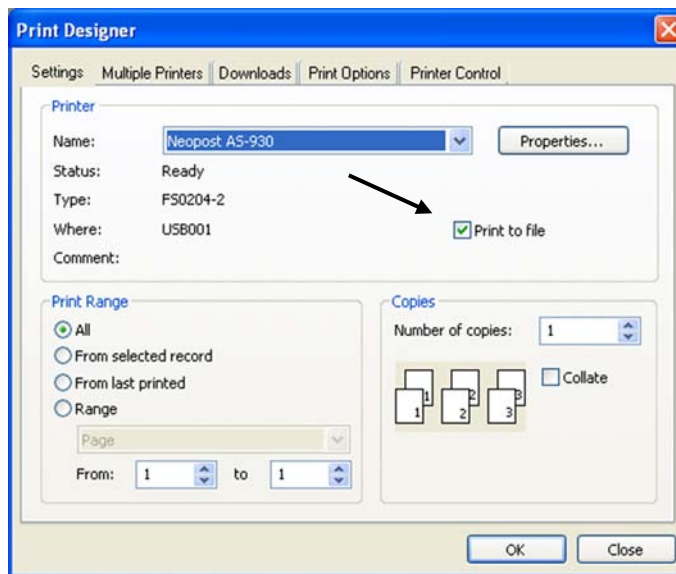 Print Designer
Settings Multiple Printers Downloads Print Options Printer Control
Printer
Name: Neopost AS-930 Properties...
Status: Ready
Type: FS0204-2
Where: USB001 Print to file
Comment:
Print Range Copies
All Number of copies: 1
From selected record
From last printed Collate
Range
1 1 2 2 3 3
Page
From: 1 to 1
OK Close